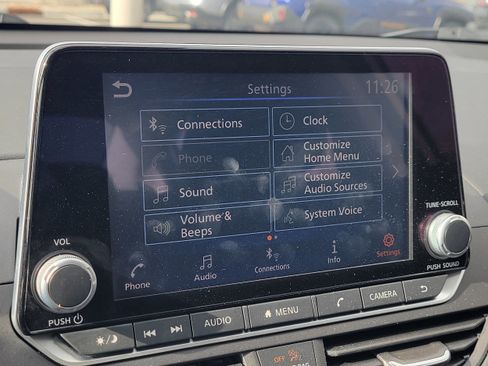 Settings 11:26
Connections Clock
Phone Customize
Home Menu
Sound Customize
Audio Sources
Volume &
Beeps System Voice
Phone Audio Connections Info Settings
VOL TUNE·SCROLL
PUSH PUSH SOUND
AUDIO MENU CAMERA
OFF